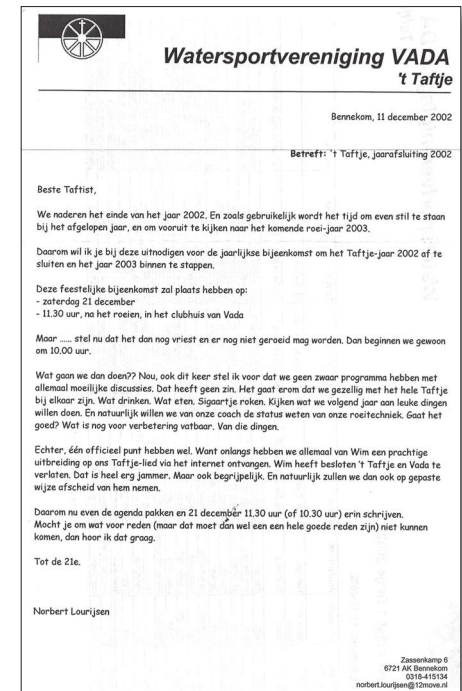 Watersportvereniging VADA
't Taftje
Bennekom, 11 december 2002
Betreft: 't Taftje, jaarafsluiting 2002
Beste Taftist,
We naderen het einde van het jaar 2002. En zoals gebruikelijk wordt het tijd om even stil te staan
bij het afgelopen jaar, en om vooruit te kijken naar het komende roei-jaar 2003.
Daarom wil ik je bij deze uitnodigen voor de jaarlijkse bijeenkomst om het Taftje-jaar 2002 af te
sluiten en het jaar 2003 binnen te stappen.
Deze feestelijke bijeenkomst zal plaats hebben op:
- zaterdag 21 december
- 11.30 uur, na het roeien, in het clubhuis van Vada
Maar ...... stel nu dat het dan nog vriest en er nog niet geroeid mag worden. Dan beginnen we gewoon
om 10.00 uur.
Wat gaan we dan doen?? Nou, ook dit keer stel ik voor dat we geen zwaar programma hebben met
allemaal moeilijke discussies. Dat heeft geen zin. Het gaat erom dat we gezellig met het hele Taftje
bij elkaar zijn. Wat drinken. Wat eten. Sigaartje roken. Kijken wat we volgend jaar aan leuke dingen
willen doen. En natuurlijk willen we van onze coach de status weten van onze roeitechniek. Gaat het
goed? Wat is nog voor verbetering vatbaar. Van die dingen.
Echter, één officieel punt hebben wel. Want onlangs hebben we allemaal van Wim een prachtige
uitbreiding op ons Taftje-lied via het internet ontvangen. Wim heeft besloten 't Taftje en Vada te
verlaten. Dat is heel erg jammer. Maar ook begrijpelijk. En natuurlijk zullen we dan ook op gepaste
wijze afscheid van hem nemen.
Daarom nu even de agenda pakken en 21 december 11.30 uur (of 10.30 uur) erin schrijven.
Mocht je om wat voor reden (maar dat moet dan wel een een hele goede reden zijn) niet kunnen
komen, dan hoor ik dat graag.
Tot de 21e.
Norbert Lourijsen
Zassenkamp 6
6721 AK Bennekom
0318-415134
norbert.lourijsen@12move.nl